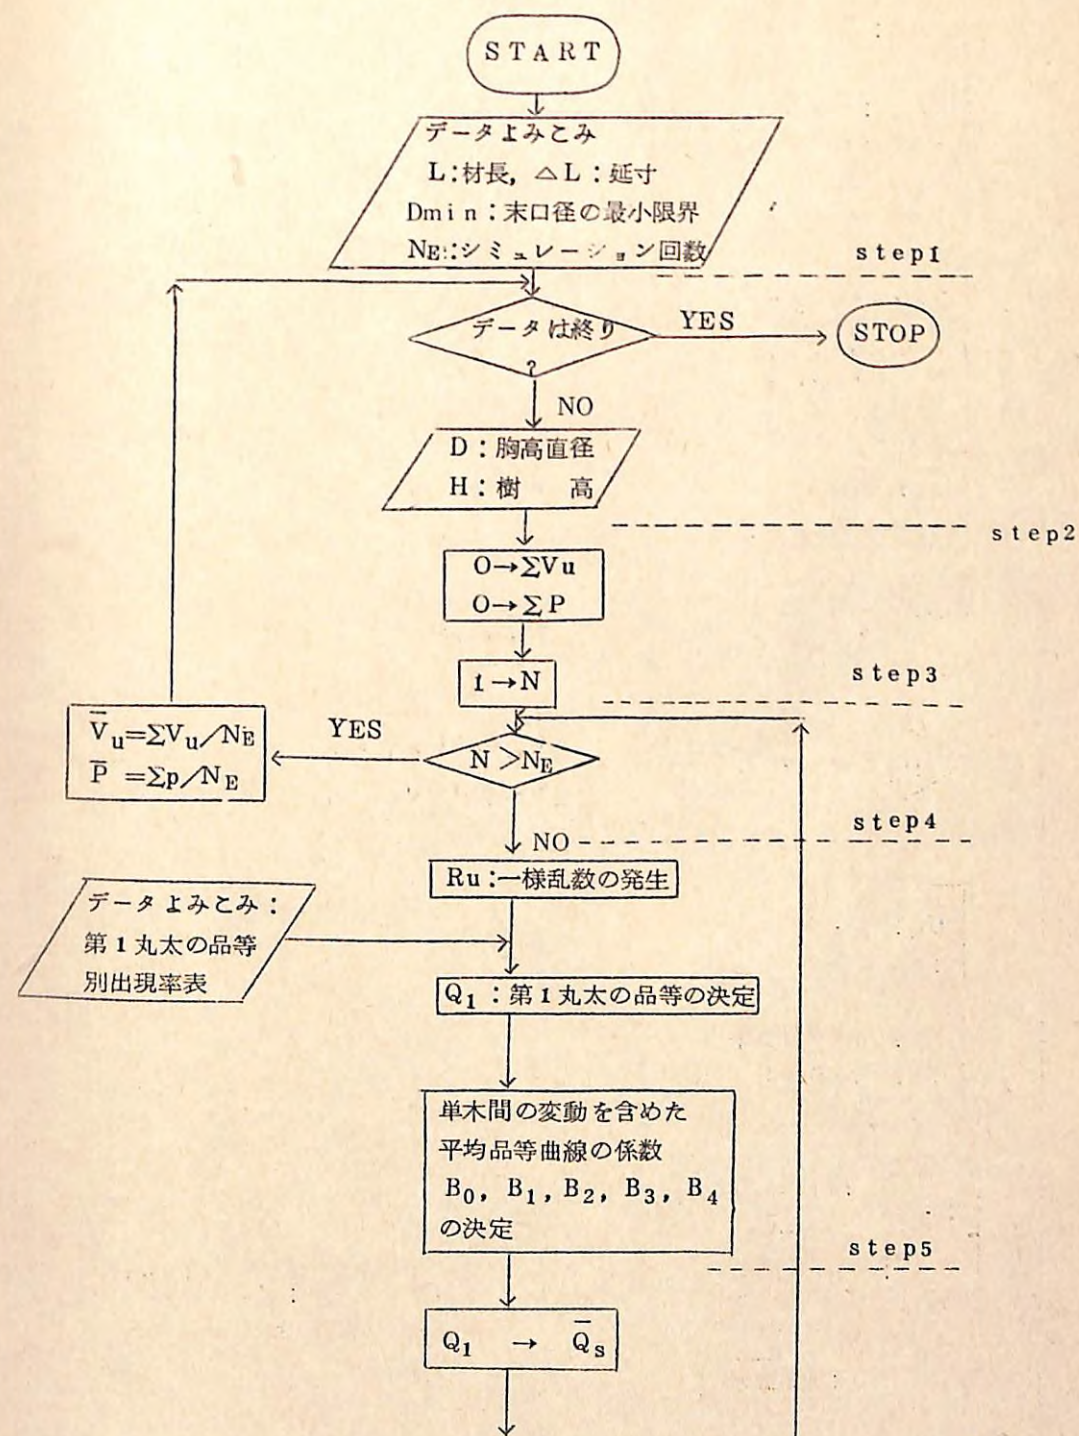 START
データよみこみ
L:材長, △L:延寸
Dmin:末口径の最小限界
NE:シミュレーション回数
step1
データは終り
?
YES
STOP
NO
D:胸高直径
H:樹 高
step2
O→ΣVu
O→ΣP
1→N
step3
V̅u=ΣVu/NE
P̅=Σp/NE
YES
N>NE
NO
step4
Ru:一様乱数の発生
データよみこみ:
第1丸太の品等
別出現率表
Q1:第1丸太の品等の決定
単木間の変動を含めた
平均品等曲線の係数
B0, B1, B2, B3, B4
の決定
step5
Q1 → Q̅s